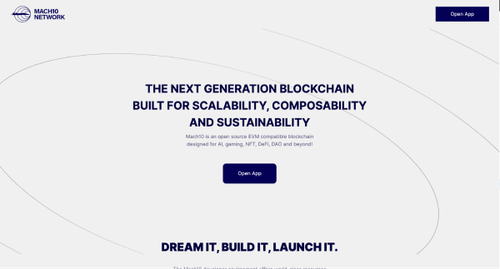 MACH10
NETWORK
Open App
THE NEXT GENERATION BLOCKCHAIN
BUILT FOR SCALABILITY, COMPOSABILITY
AND SUSTAINABILITY
Mach10 is an open source EVM compatible blockchain
designed for AI, gaming, NFT, DeFi, DAO and beyond!
Open App
DREAM IT, BUILD IT, LAUNCH IT.